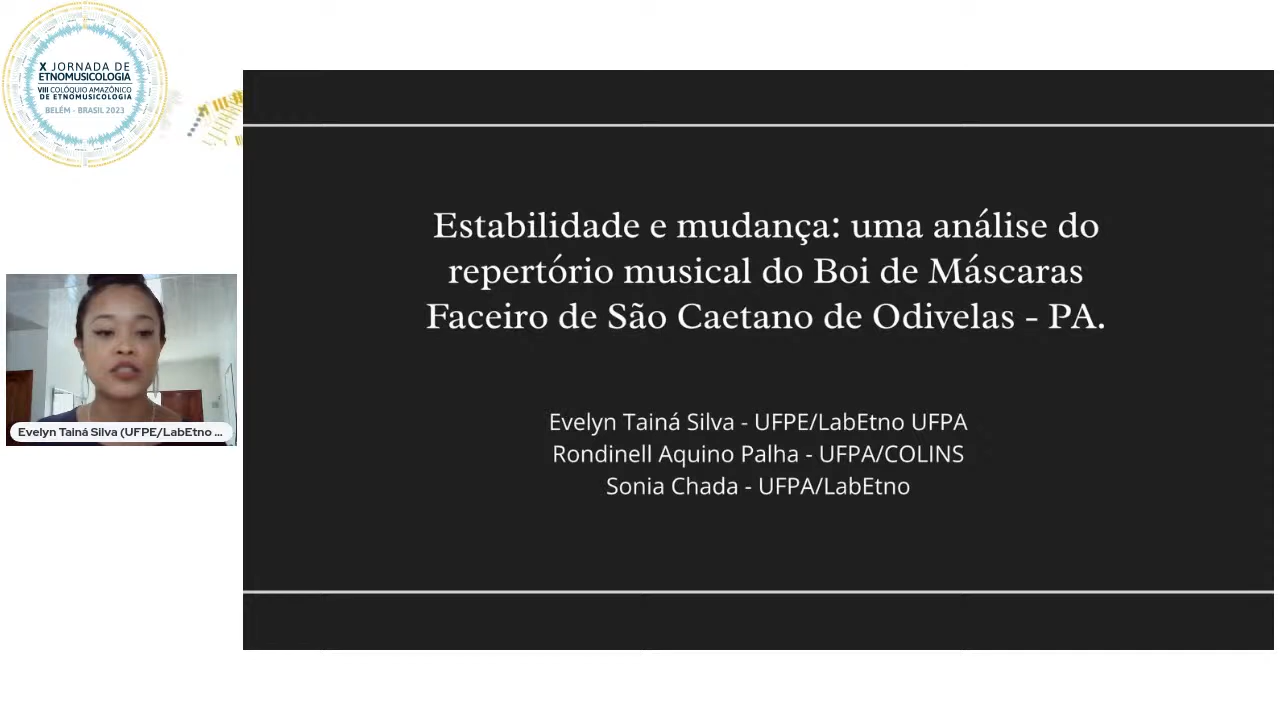 X JORNADA DE
ETNOMUSICOLOGIA
VIII COLÓQUIO AMAZÔNICO
DE ETNOMUSICOLOGIA
BELÉM - BRASIL 2023
Estabilidade e mudança: uma análise do
repertório musical do Boi de Máscaras
Faceiro de São Caetano de Odivelas - PA.
Evelyn Tainá Silva - UFPE/LabEtno UFPA
Rondinell Aquino Palha - UFPA/COLINS
Sonia Chada - UFPA/LabEtno
Evelyn Tainá Silva (UFPE/LabEtno ...